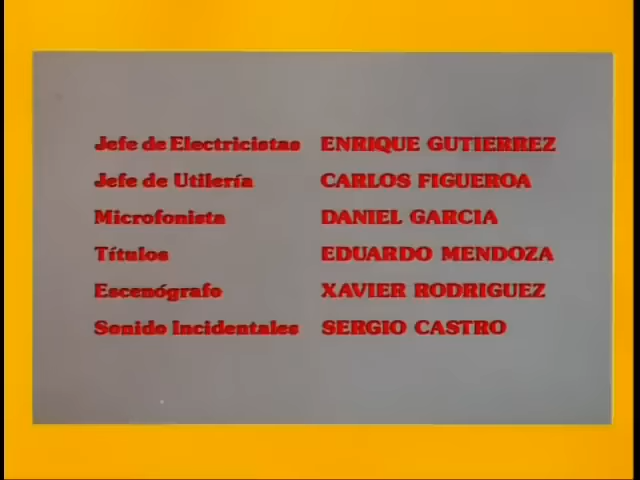 Jefe de Electricistas ENRIQUE GUTIERREZ
Jefe de Utilería CARLOS FIGUEROA
Microfonista DANIEL GARCIA
Títulos EDUARDO MENDOZA
Escenógrafo XAVIER RODRIGUEZ
Sonido Incidentales SERGIO CASTRO